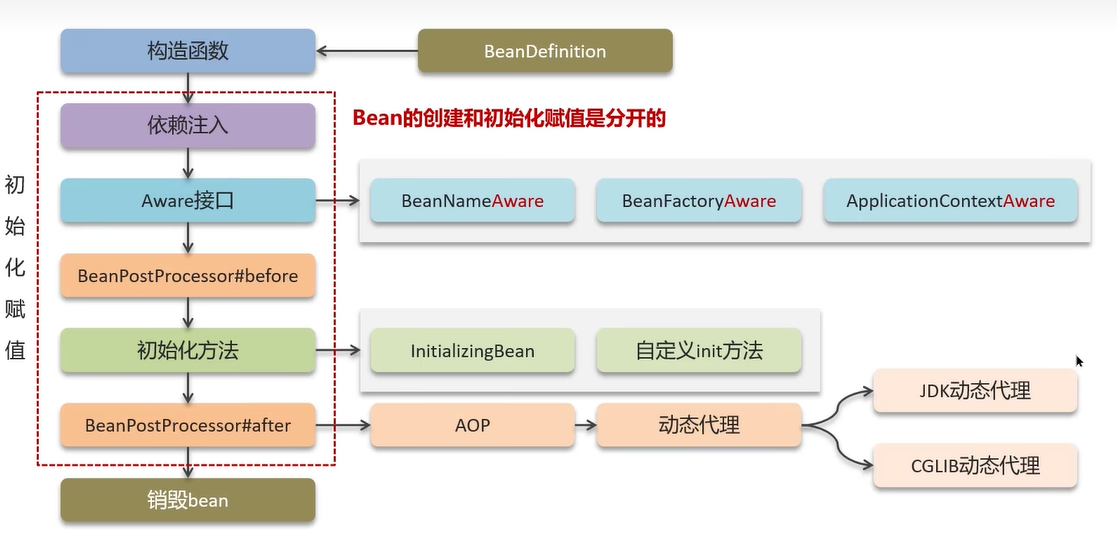 构造函数
BeanDefinition
Bean的创建和初始化赋值是分开的
初始化赋值
依赖注入
Aware接口
BeanNameAware
BeanFactoryAware
ApplicationContextAware
BeanPostProcessor#before
初始化方法
InitializingBean
自定义init方法
BeanPostProcessor#after
AOP
动态代理
JDK动态代理
CGLIB动态代理
销毁bean